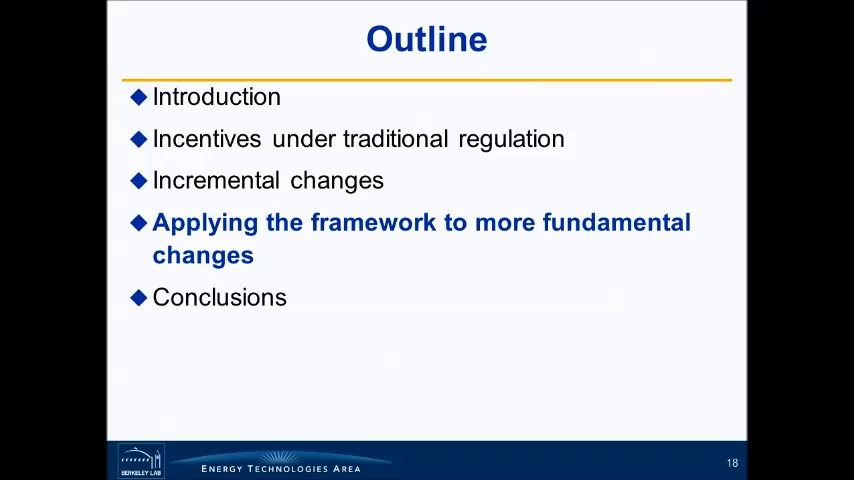 Outline
Introduction
Incentives under traditional regulation
Incremental changes
Applying the framework to more fundamental
changes
Conclusions
BERKELEY LAB
ENERGY TECHNOLOGIES AREA
18